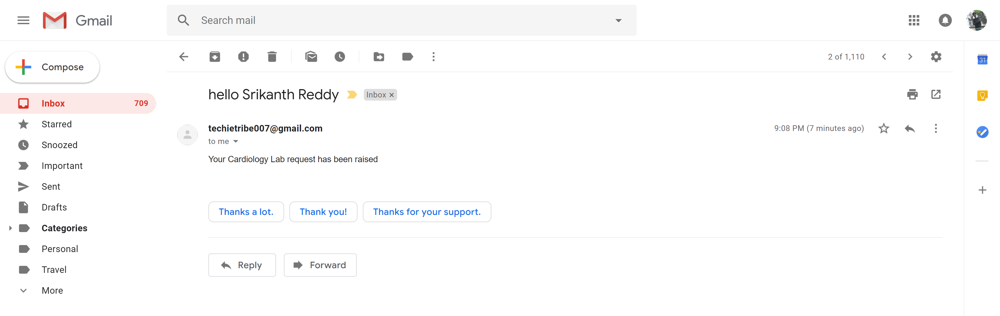 Gmail
Search mail
Compose
2 of 1,110
31
Inbox 709
Starred
Snoozed
Important
Sent
Drafts
Categories
Personal
Travel
More
hello Srikanth Reddy Inbox ×
techietribe007@gmail.com 9:08 PM (7 minutes ago)
to me
Your Cardiology Lab request has been raised
Thanks a lot. Thank you! Thanks for your support.
Reply Forward